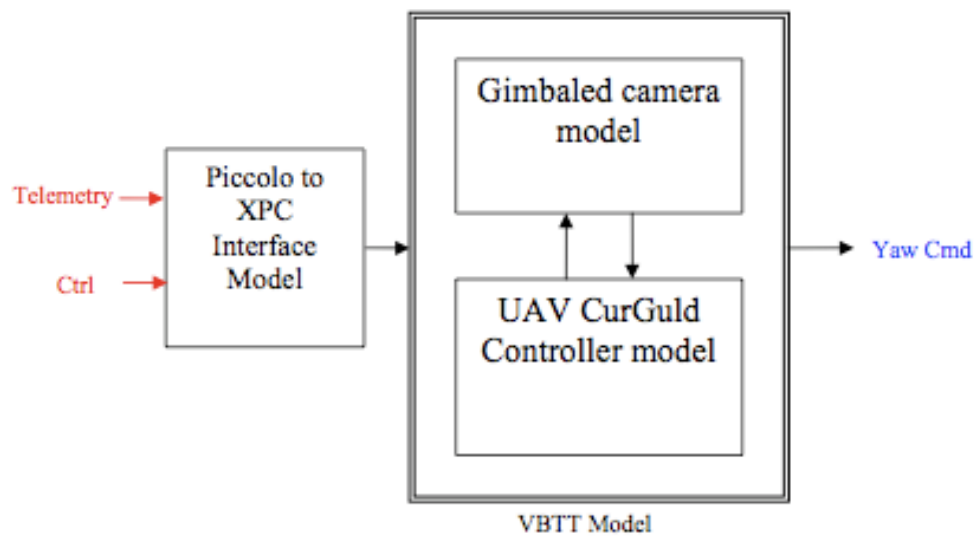 Gimbaled camera
model
Piccolo to
XPC
Interface
Model
Telemetry
Ctrl
UAV CurGuld
Controller model
Yaw Cmd
VBTT Model